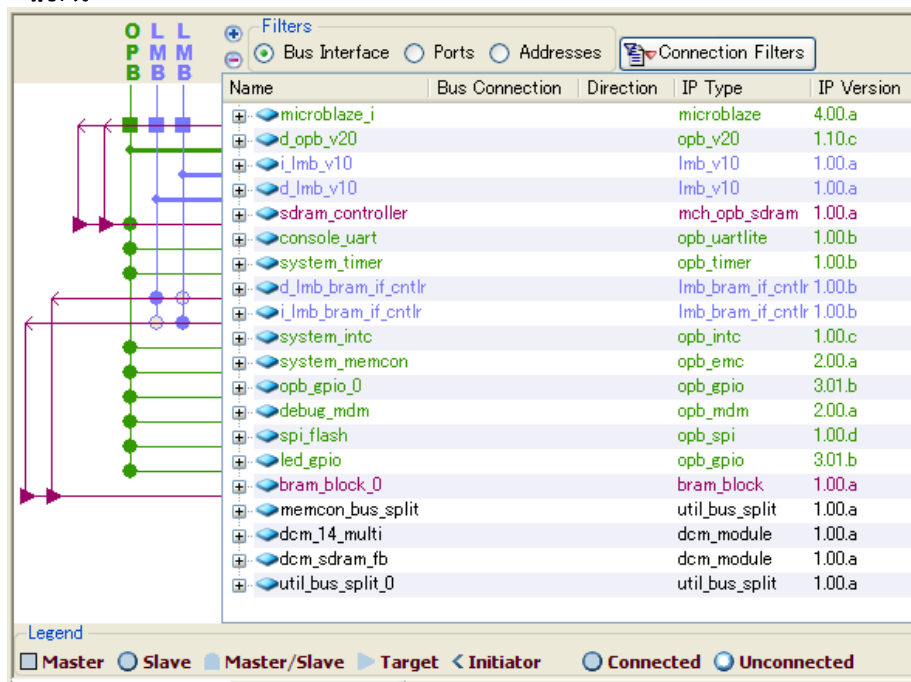 OPB LMB LMB
Filters
Bus Interface Ports Addresses Connection Filters
Name Bus Connection Direction IP Type IP Version
microblaze_i microblaze 4.00.a
d_opb_v20 opb_v20 1.10.c
i_lmb_v10 lmb_v10 1.00.a
d_lmb_v10 lmb_v10 1.00.a
sdram_controller mch_opb_sdram 1.00.a
console_uart opb_uartlite 1.00.b
system_timer opb_timer 1.00.b
d_lmb_bram_if_cntlr lmb_bram_if_cntlr 1.00.b
i_lmb_bram_if_cntlr lmb_bram_if_cntlr 1.00.b
system_intc opb_intc 1.00.c
system_memcon opb_emc 2.00.a
opb_gpio_0 opb_gpio 3.01.b
debug_mdm opb_mdm 2.00.a
spi_flash opb_spi 1.00.d
led_gpio opb_gpio 3.01.b
bram_block_0 bram_block 1.00.a
memcon_bus_split util_bus_split 1.00.a
dcm_14_multi dcm_module 1.00.a
dcm_sdram_fb dcm_module 1.00.a
util_bus_split_0 util_bus_split 1.00.a
Legend
Master Slave Master/Slave Target Initiator Connected Unconnected